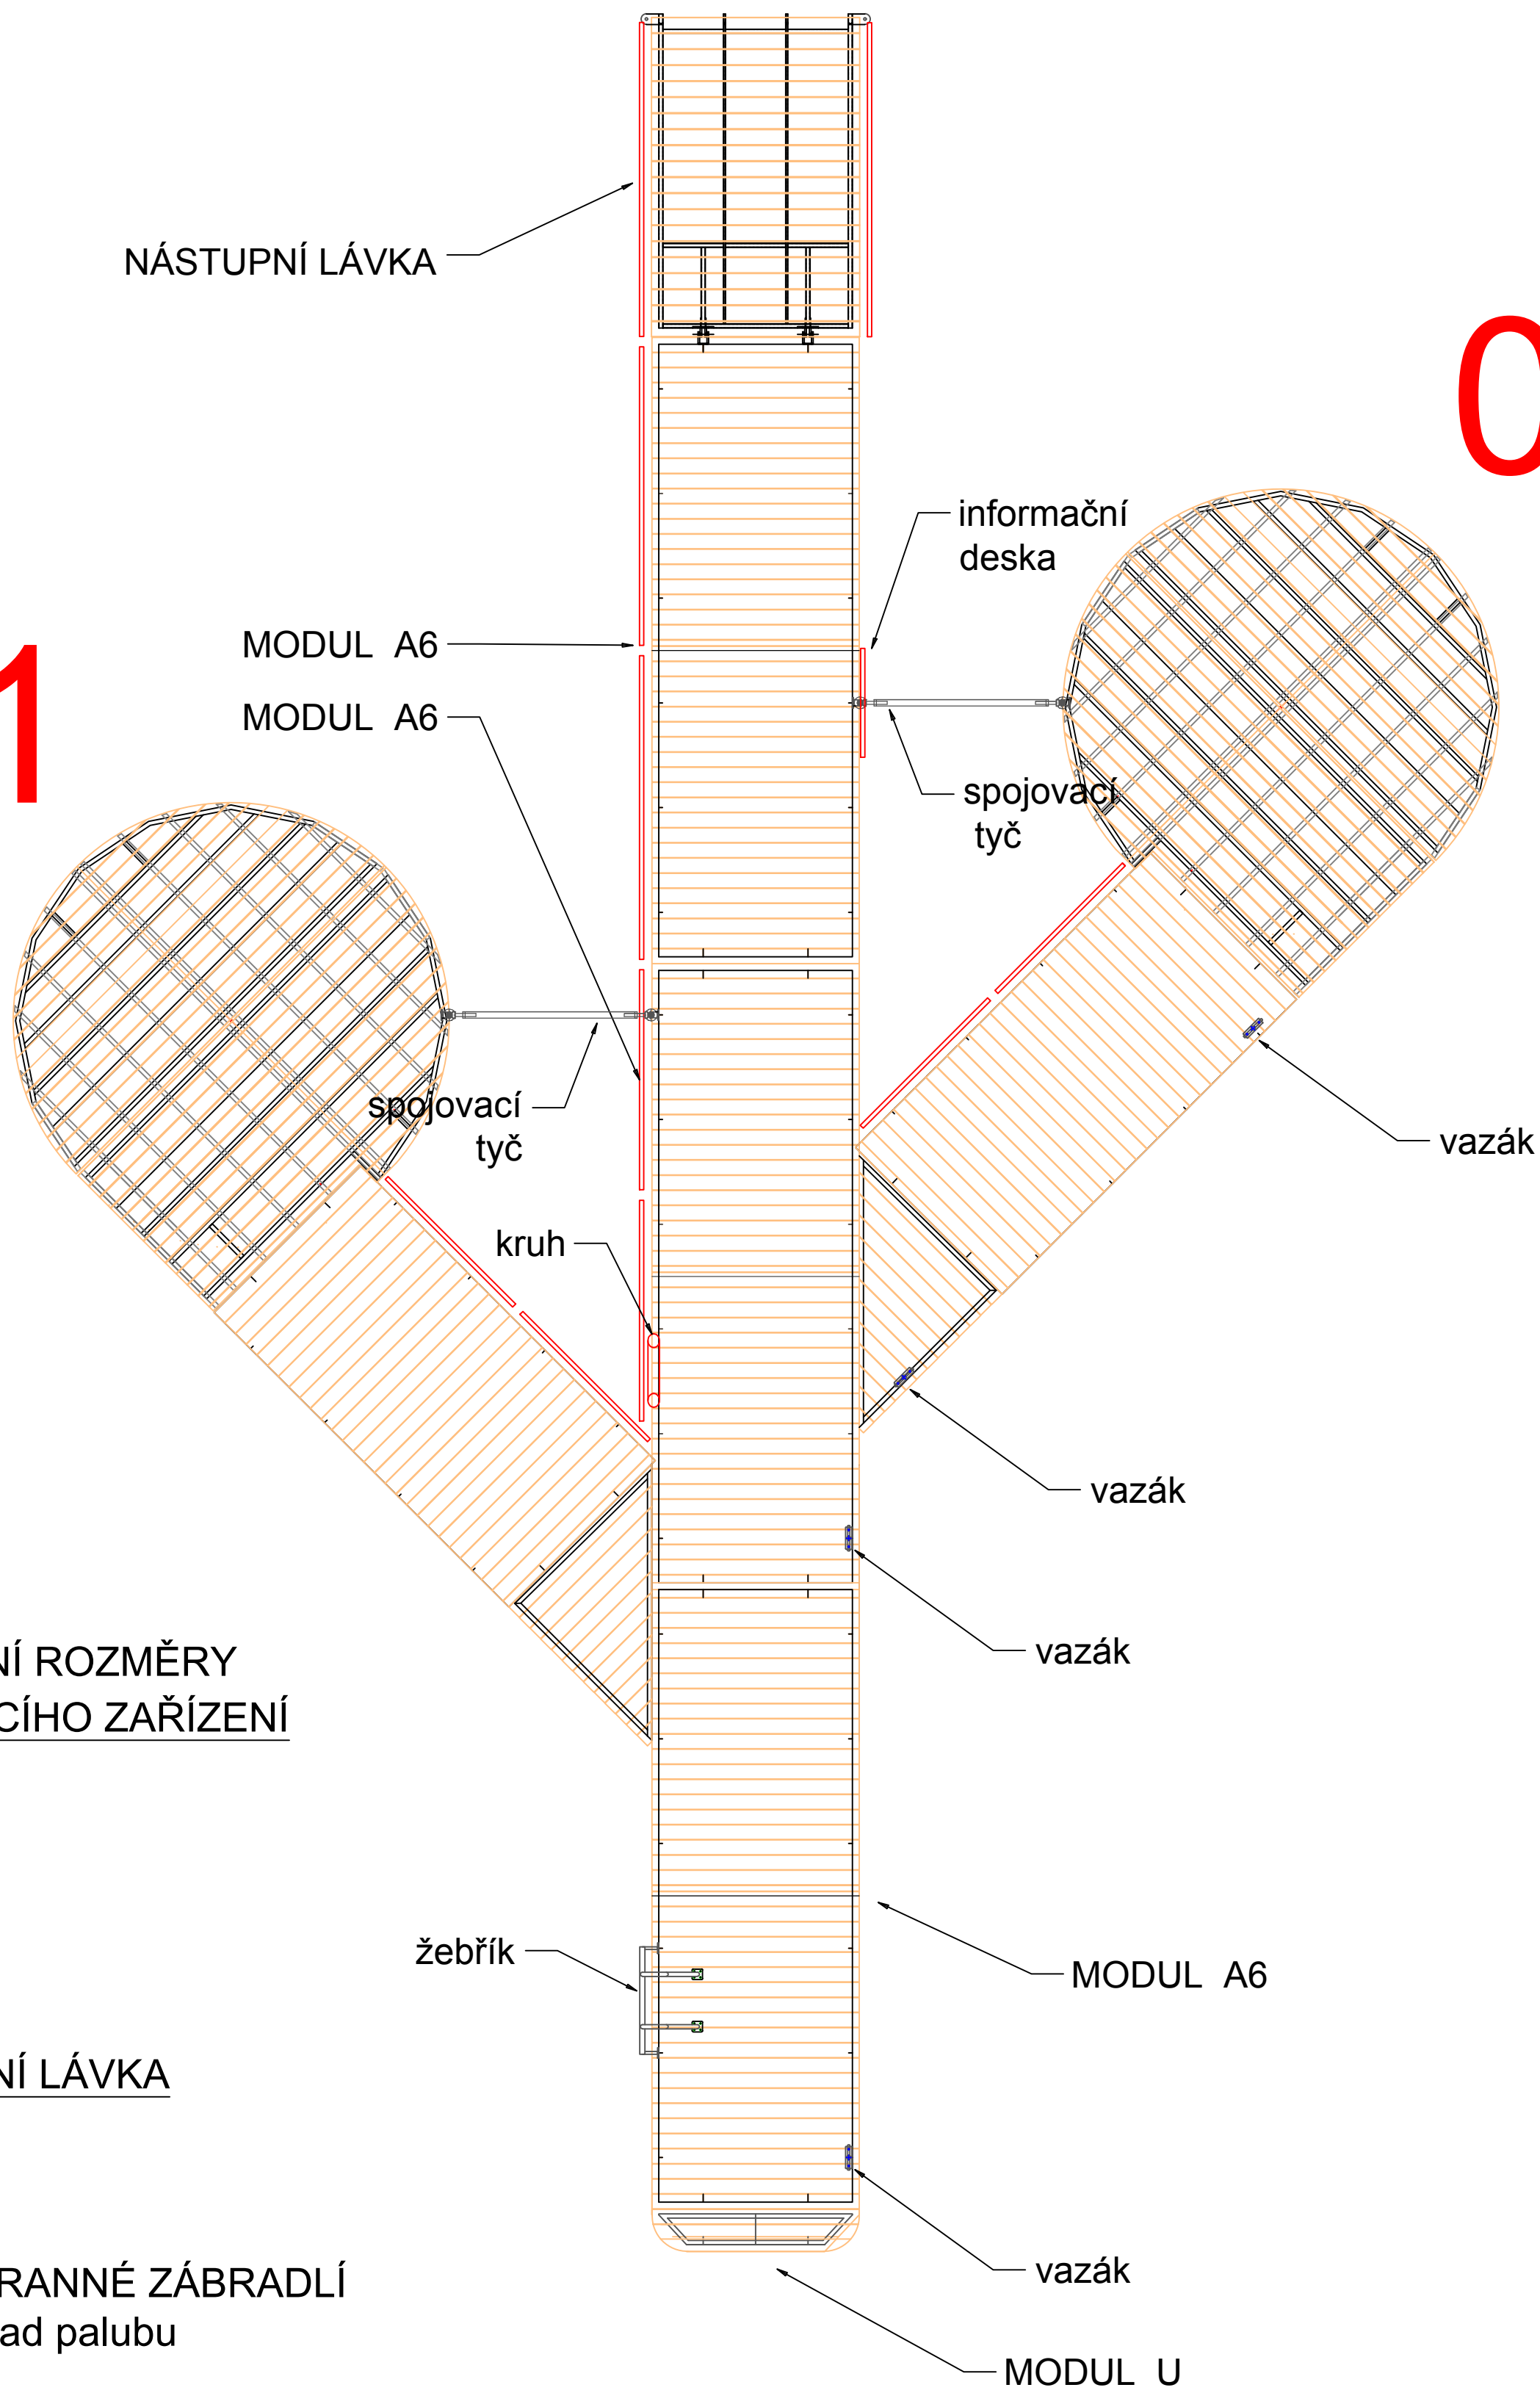 NÁSTUPNÍ LÁVKA
0
informační
deska
MODUL A6
1
MODUL A6
spojovací
tyč
spojovací
tyč
vazák
kruh
vazák
NÍ ROZMĚRY
vazák
CÍHO ZAŘÍZENÍ
žebřík
MODUL A6
NÍ LÁVKA
vazák
RANNÉ ZÁBRADLÍ
ad palubu
MODUL U